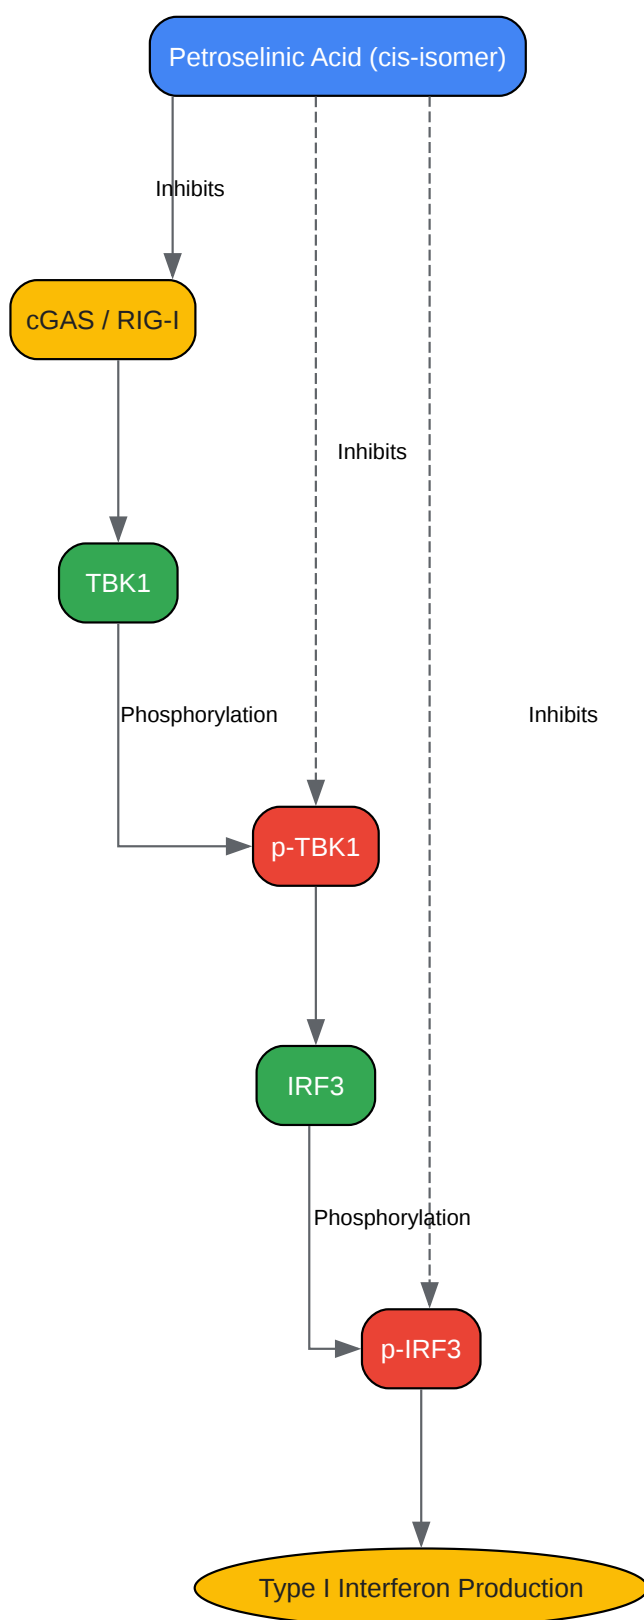 Petroselinic Acid (cis-isomer)
Inhibits
cGAS / RIG-I
Inhibits
TBK1
Phosphorylation
Inhibits
p-TBK1
IRF3
Phosphorylation
p-IRF3
Type I Interferon Production